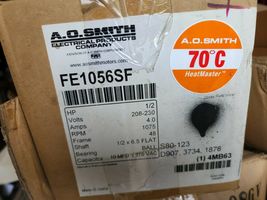 A.O. SMITH
ELECTRICAL PRODUCTS
COMPANY
www.aosmithmotors.com
A.O. SMITH
70°C
HeatMaster™
FE1056SF
HP 1/2
Volts 208-230
Amps 4.0
RPM 1075
Frame 48
Shaft 1/2 x 6.5 FLAT
Bearing BALL
Capacitor 10 MFD / 370 VAC
S80-123
D907, 3734, 1876
(1) 4MB63